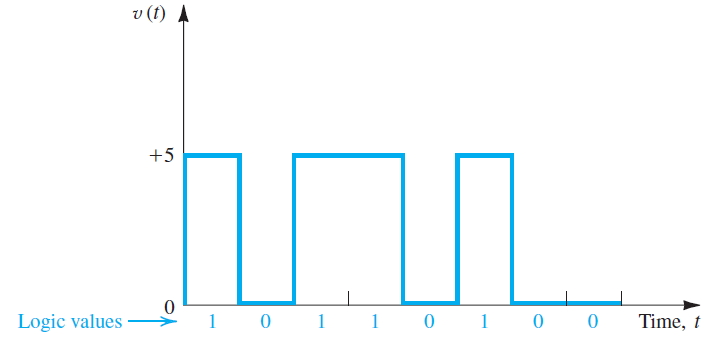 v (t)
+5
0
Logic values 1 0 1 1 0 1 0 0 Time, t